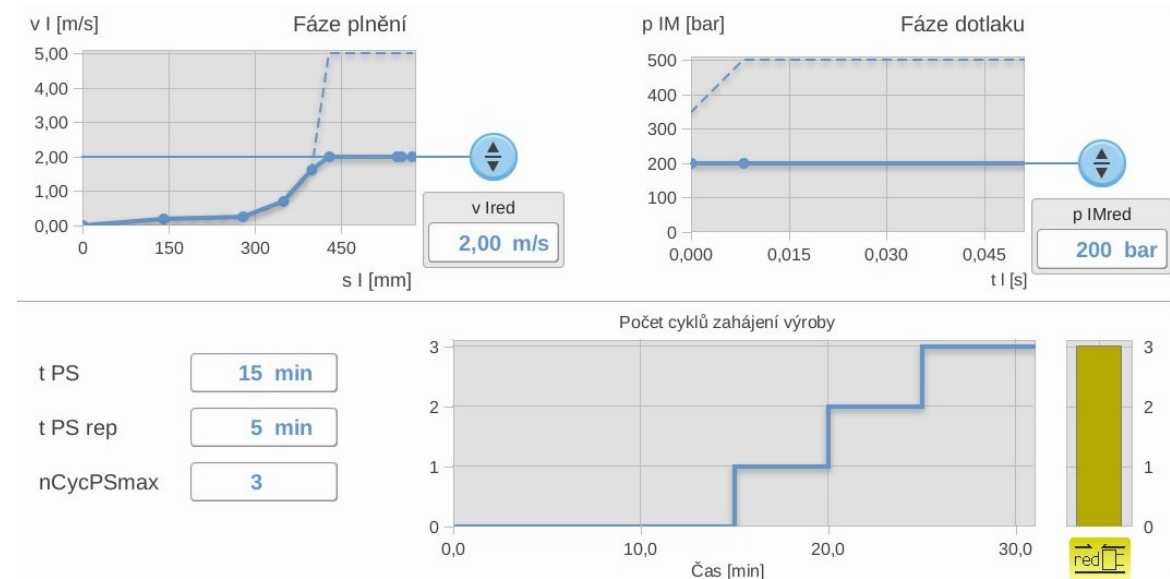 v I [m/s]
Fáze plnění
5,00
4,00
3,00
2,00
1,00
0,00
0
150
300
450
s I [mm]
v Ired
2,00 m/s
p IM [bar]
Fáze dotlaku
500
400
300
200
100
0
0,000
0,015
0,030
0,045
t I [s]
p IMred
200 bar
t PS
15 min
t PS rep
5 min
nCycPSmax
3
Počet cyklů zahájení výroby
3
2
1
0
0,0
10,0
20,0
30,0
Čas [min]
3
2
1
0
red